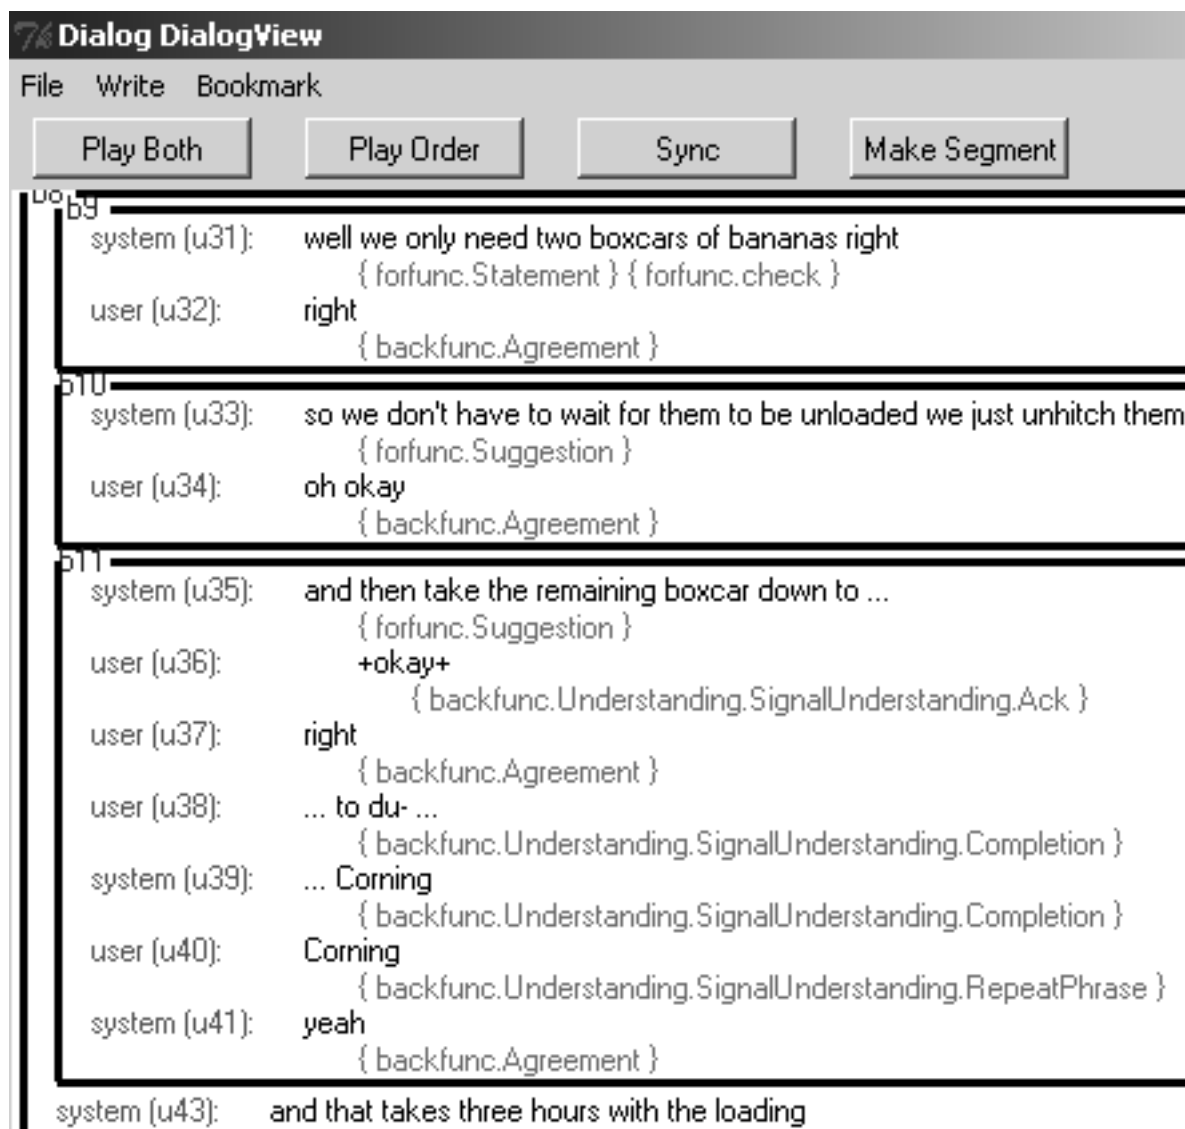 Dialog DialogView
File Write Bookmark
Play Both Play Order Sync Make Segment
b8
b9
system (u31): well we only need two boxcars of bananas right
{ forfunc.Statement } { forfunc.check }
user (u32): right
{ backfunc.Agreement }
b10
system (u33): so we don't have to wait for them to be unloaded we just unhitch them
{ forfunc.Suggestion }
user (u34): oh okay
{ backfunc.Agreement }
b11
system (u35): and then take the remaining boxcar down to ...
{ forfunc.Suggestion }
user (u36): +okay+
{ backfunc.Understanding.SignalUnderstanding.Ack }
user (u37): right
{ backfunc.Agreement }
user (u38): ... to du- ...
{ backfunc.Understanding.SignalUnderstanding.Completion }
system (u39): ... Corning
{ backfunc.Understanding.SignalUnderstanding.Completion }
user (u40): Corning
{ backfunc.Understanding.SignalUnderstanding.RepeatPhrase }
system (u41): yeah
{ backfunc.Agreement }
system (u43): and that takes three hours with the loading